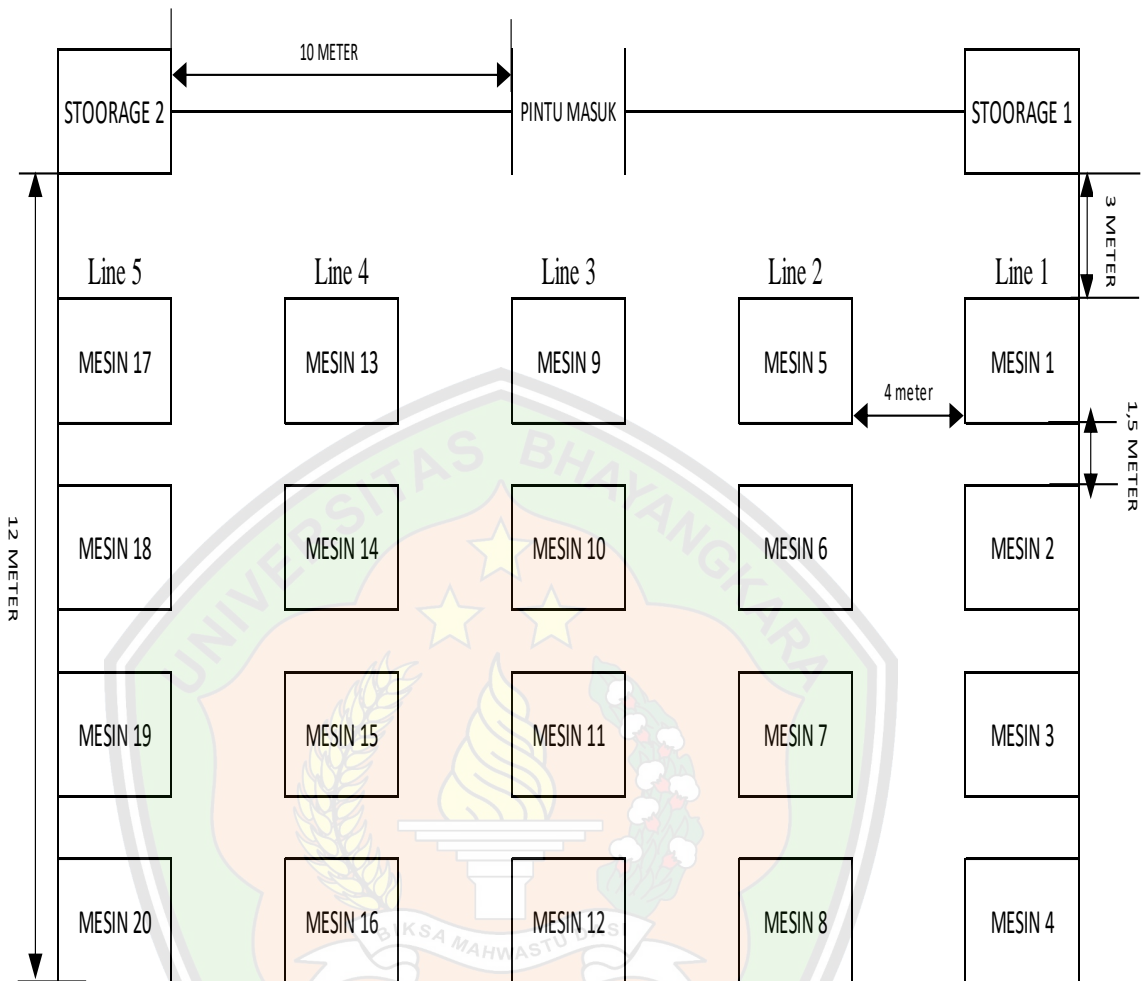 10 METER
STOORAGE 2
PINTU MASUK
STOORAGE 1
3 METER
Line 5
Line 4
Line 3
Line 2
Line 1
MESIN 17
MESIN 13
MESIN 9
MESIN 5
MESIN 1
4 meter
1,5 METER
UNIVERSITAS BHAYANGKARA
12 METER
MESIN 18
MESIN 14
MESIN 10
MESIN 6
MESIN 2
MESIN 19
MESIN 15
MESIN 11
MESIN 7
MESIN 3
MESIN 20
MESIN 16
MESIN 12
MESIN 8
MESIN 4
BIKSA MAHWASTU DASI